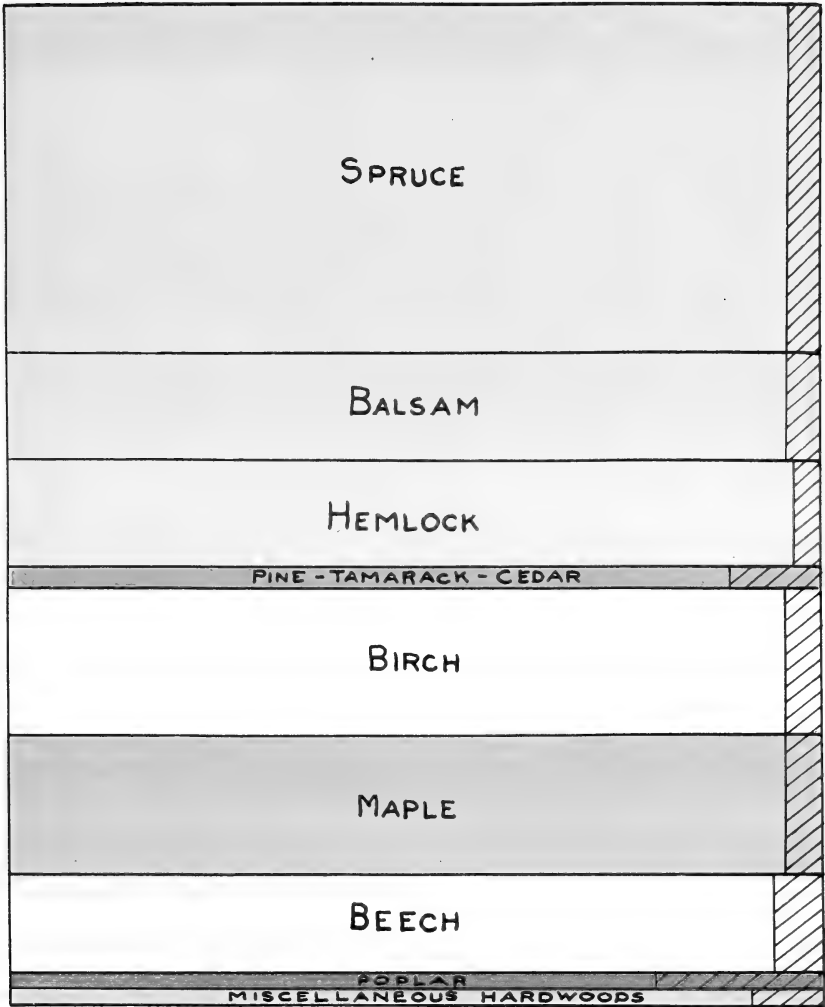 SPRUCE
BALSAM
HEMLOCK
PINE - TAMARACK - CEDAR
BIRCH
MAPLE
BEECH
POPLAR
MISCELLANEOUS HARDWOODS